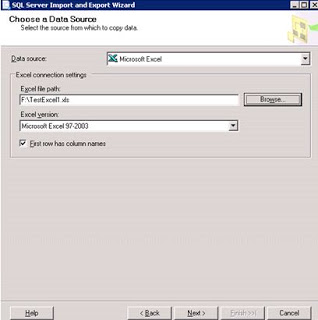 SQL Server Import and Export Wizard
Choose a Data Source
Select the source from which to copy data.
Data source: Microsoft Excel
Excel connection settings
Excel file path:
F:\TestExcel1.xls Browse...
Excel version:
Microsoft Excel 97-2003
First row has column names
Help < Back Next > Finish >>| Cancel